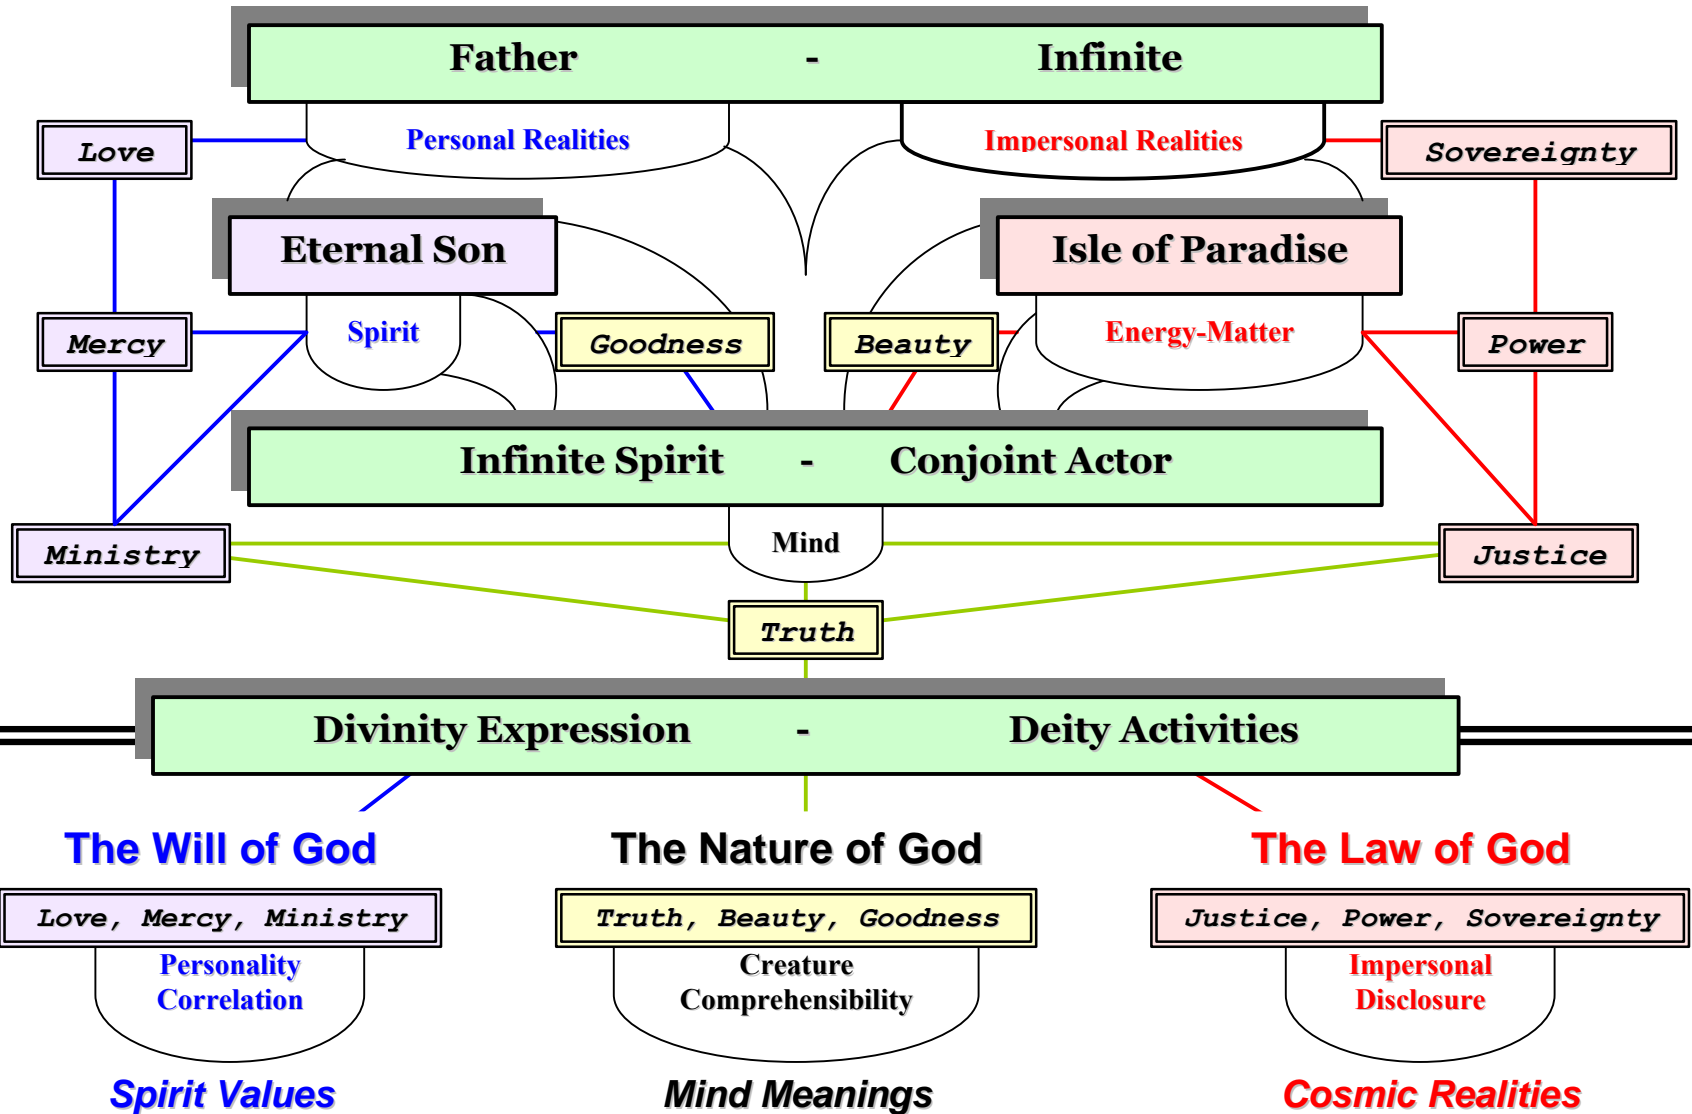 Father - Infinite
Personal Realities
Impersonal Realities
Love
Sovereignty
Eternal Son
Isle of Paradise
Mercy
Spirit
Goodness
Beauty
Energy-Matter
Power
Infinite Spirit - Conjoint Actor
Ministry
Mind
Justice
Truth
Divinity Expression - Deity Activities
The Will of God
The Nature of God
The Law of God
Love, Mercy, Ministry
Truth, Beauty, Goodness
Justice, Power, Sovereignty
Personality
Correlation
Creature
Comprehensibility
Impersonal
Disclosure
Spirit Values
Mind Meanings
Cosmic Realities